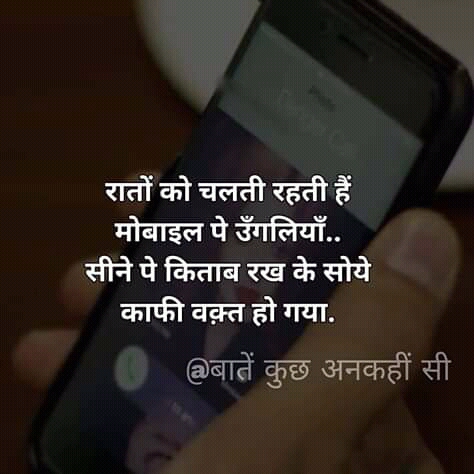 रातों को चलती रहती हैं
मोबाइल पे उँगलियाँ..
सीने पे किताब रख के सोये
काफी वक़्त हो गया.
@बातें कुछ अनकहीं सी